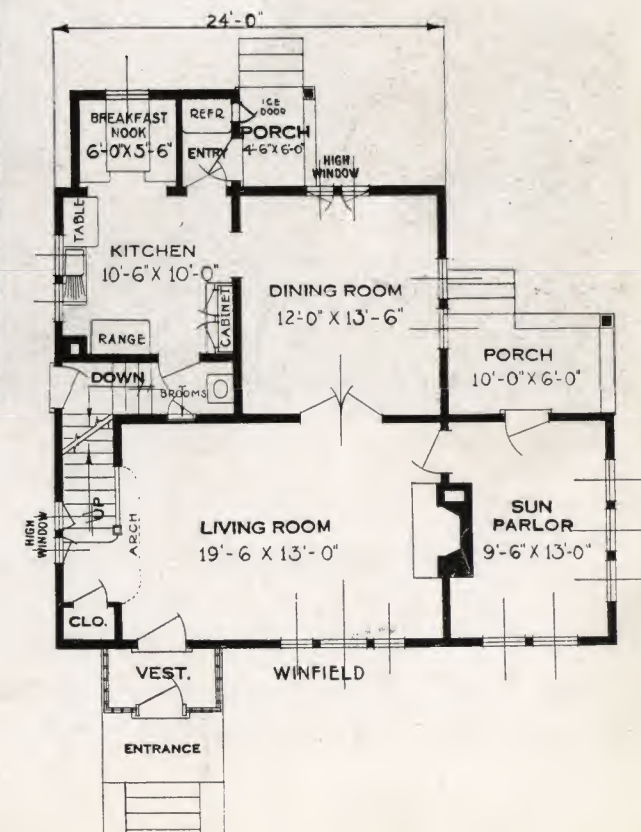 24'-0"
BREAKFAST
NOOK
6'-0"X5'-6"
REFR.
ICE
DOOR
PORCH
4'-6"X6'-0"
ENTRY
HIGH
WINDOW
TABLE
KITCHEN
10'-6"X 10'-0"
CABINET
RANGE
DINING ROOM
12'-0" X 13'-6"
PORCH
10'-0"X6'-0"
DOWN
BROOMS
UP
HIGH
WINDOW
ARCH
LIVING ROOM
19'-6 X 13'-0"
SUN
PARLOR
9'-6"X 13'-0"
CLO.
VEST.
WINFIELD
ENTRANCE